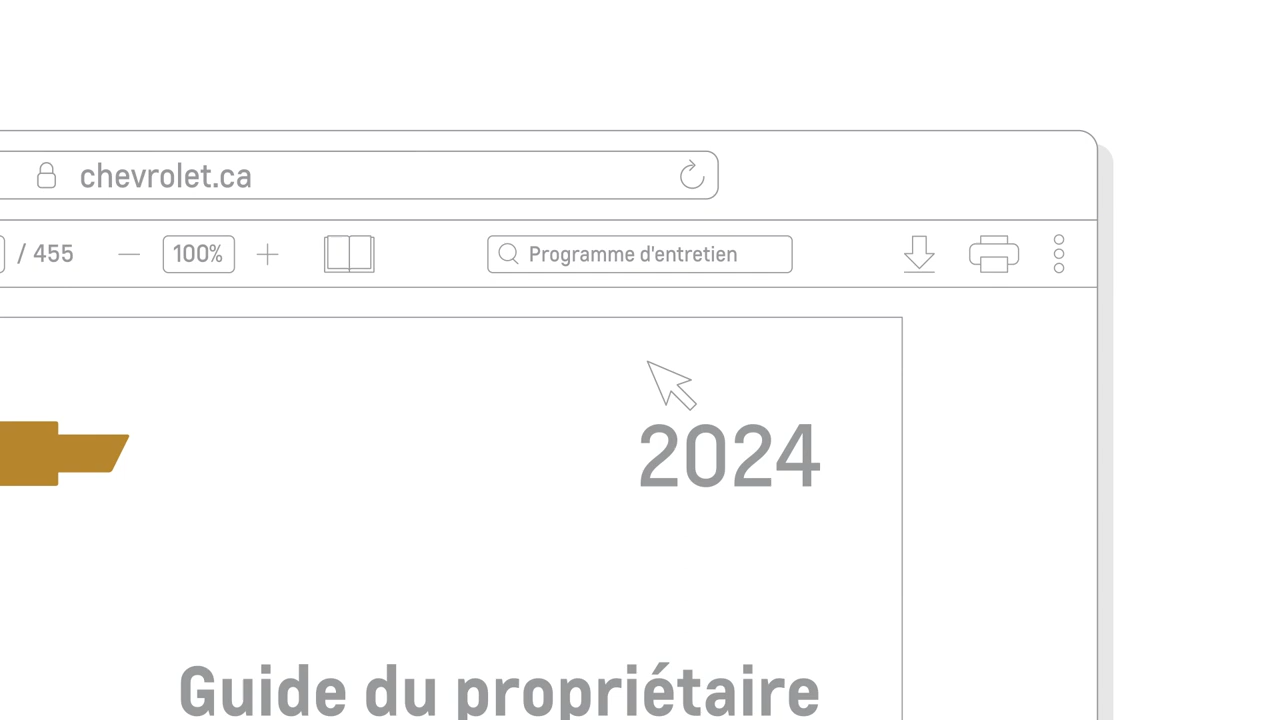 chevrolet.ca
/ 455
100%
Programme d'entretien
2024
Guide du propriétaire